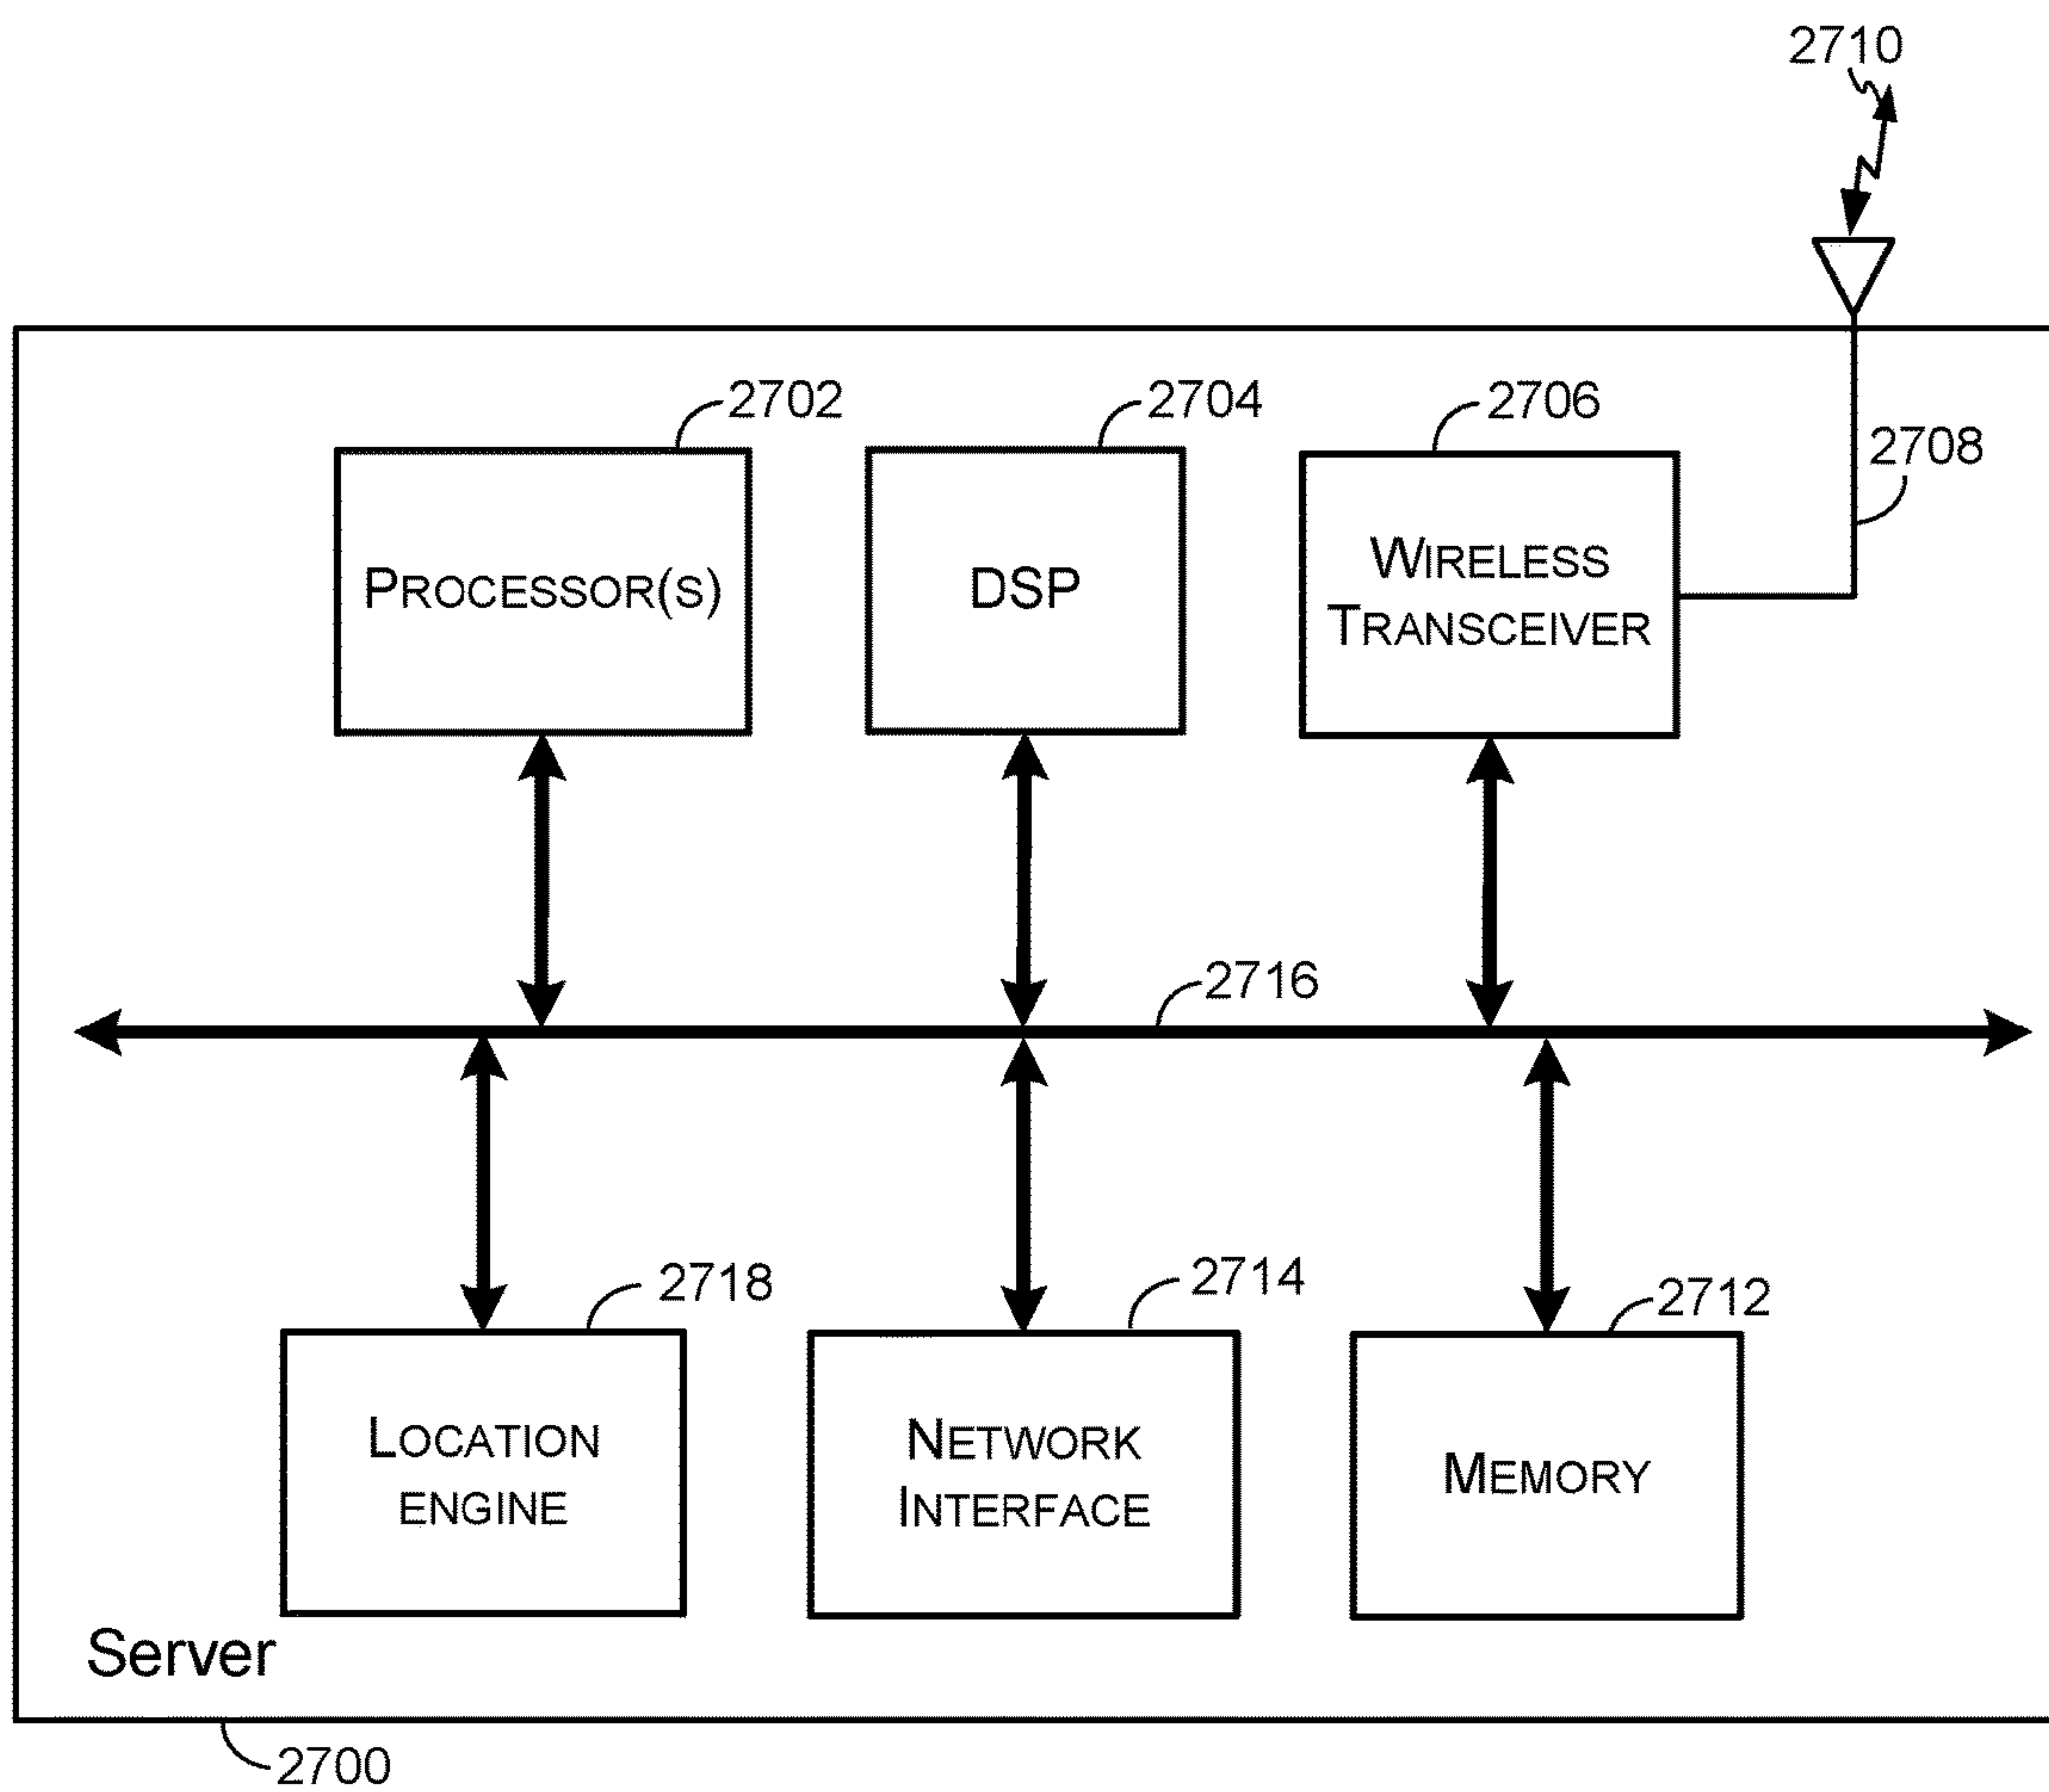 2710
2702
2704
2706
2708
PROCESSOR(S)
DSP
WIRELESS
TRANSCEIVER
2716
2718
2714
2712
LOCATION
ENGINE
NETWORK
INTERFACE
MEMORY
Server
2700